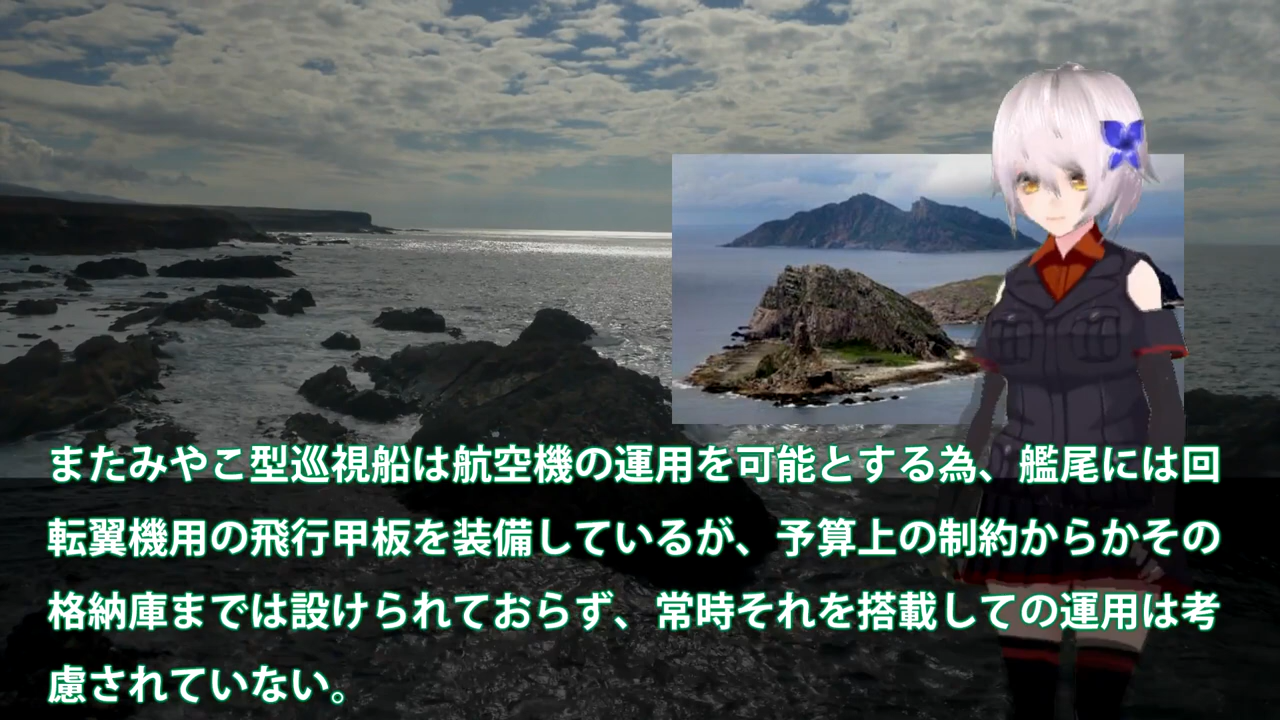 またみやこ型巡視船は航空機の運用を可能とする為、艦尾には回
転翼機用の飛行甲板を装備しているが、予算上の制約からかその
格納庫までは設けられておらず、常時それを搭載しての運用は考
慮されていない。